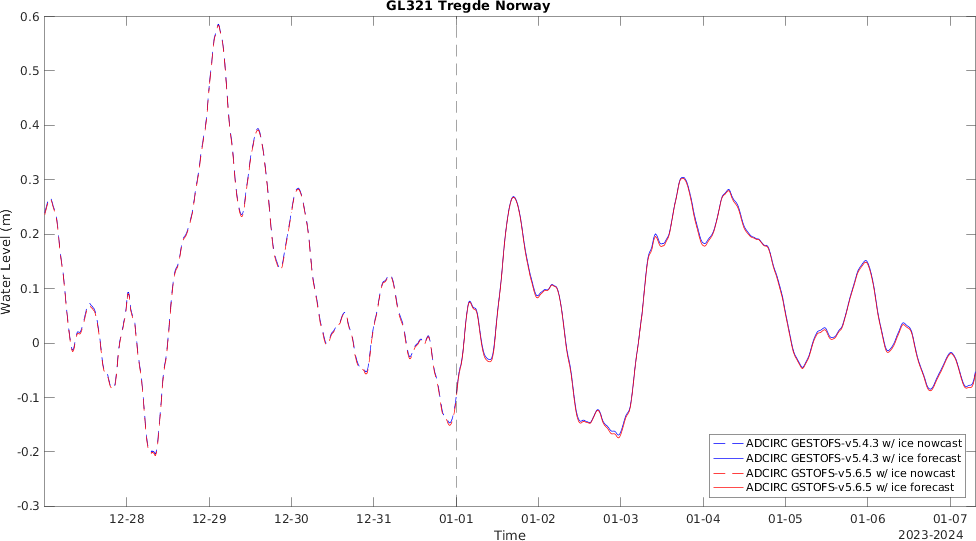 GL321 Tregde Norway
0.6
0.5
0.4
0.3
0.2
0.1
0
-0.1
-0.2
-0.3
Water Level (m)
12-28 12-29 12-30 12-31 01-01 01-02 01-03 01-04 01-05 01-06 01-07
Time
2023-2024
ADCIRC GESTOFS-v5.4.3 w/ ice nowcast
ADCIRC GESTOFS-v5.4.3 w/ ice forecast
ADCIRC GSTOFS-v5.6.5 w/ ice nowcast
ADCIRC GSTOFS-v5.6.5 w/ ice forecast